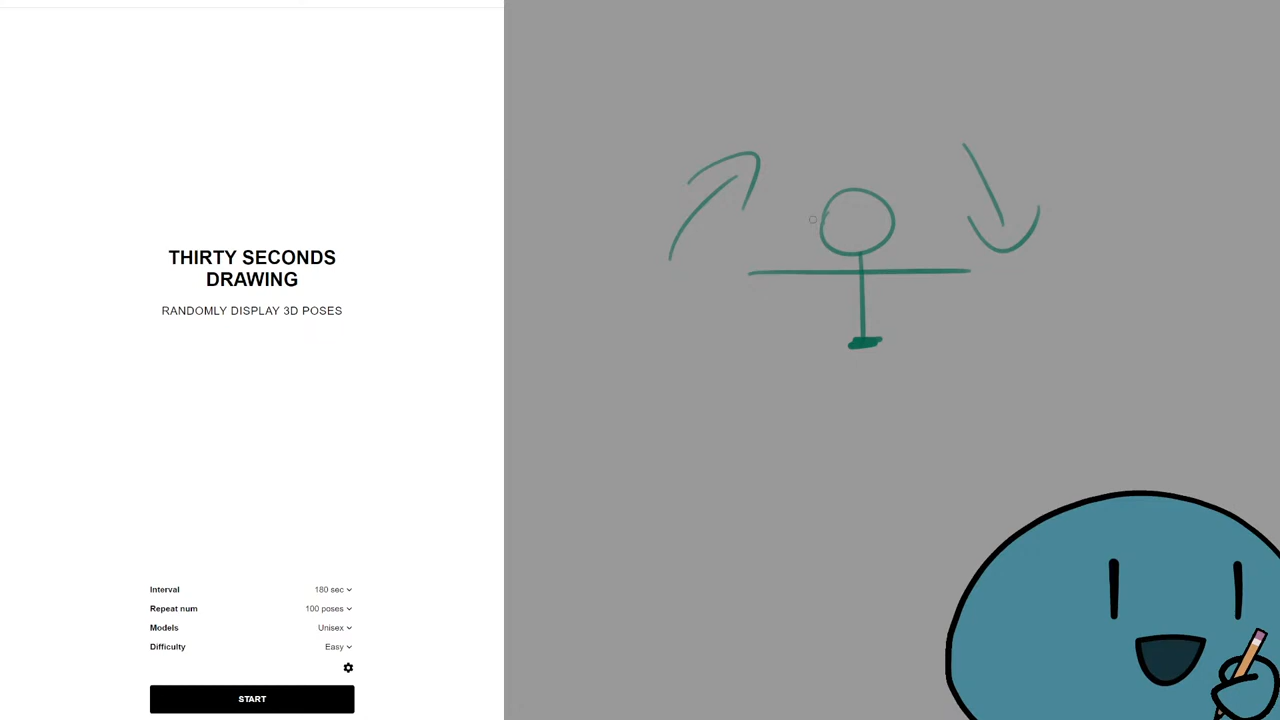 THIRTY SECONDS
DRAWING
RANDOMLY DISPLAY 3D POSES
Interval 180 sec
Repeat num 100 poses
Models Unisex
Difficulty Easy
START